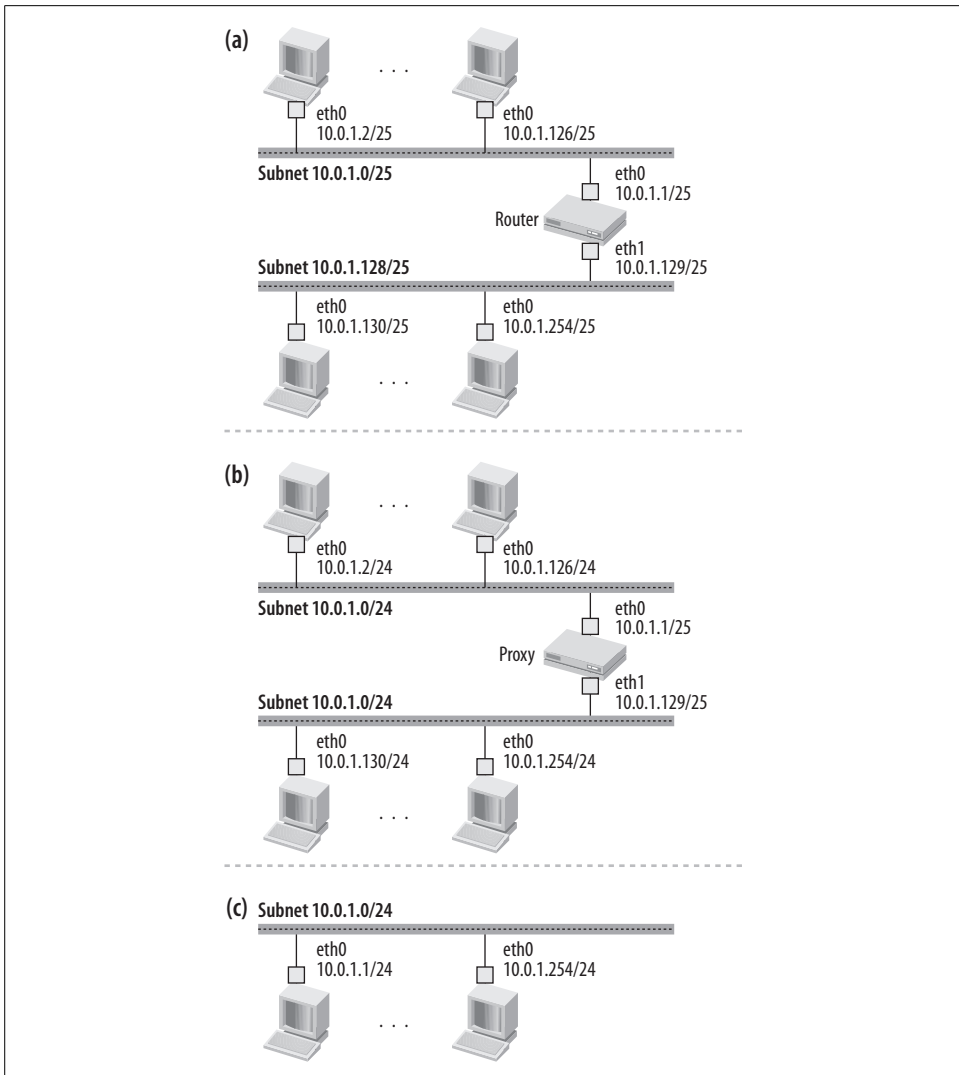 (a)
. . .
eth0
10.0.1.2/25
eth0
10.0.1.126/25
Subnet 10.0.1.0/25
eth0
10.0.1.1/25
Router
eth1
10.0.1.129/25
Subnet 10.0.1.128/25
eth0
10.0.1.130/25
eth0
10.0.1.254/25
. . .
(b)
. . .
eth0
10.0.1.2/24
eth0
10.0.1.126/24
Subnet 10.0.1.0/24
eth0
10.0.1.1/25
Proxy
eth1
10.0.1.129/25
Subnet 10.0.1.0/24
eth0
10.0.1.130/24
eth0
10.0.1.254/24
. . .
(c)
Subnet 10.0.1.0/24
eth0
10.0.1.1/24
eth0
10.0.1.254/24
. . .